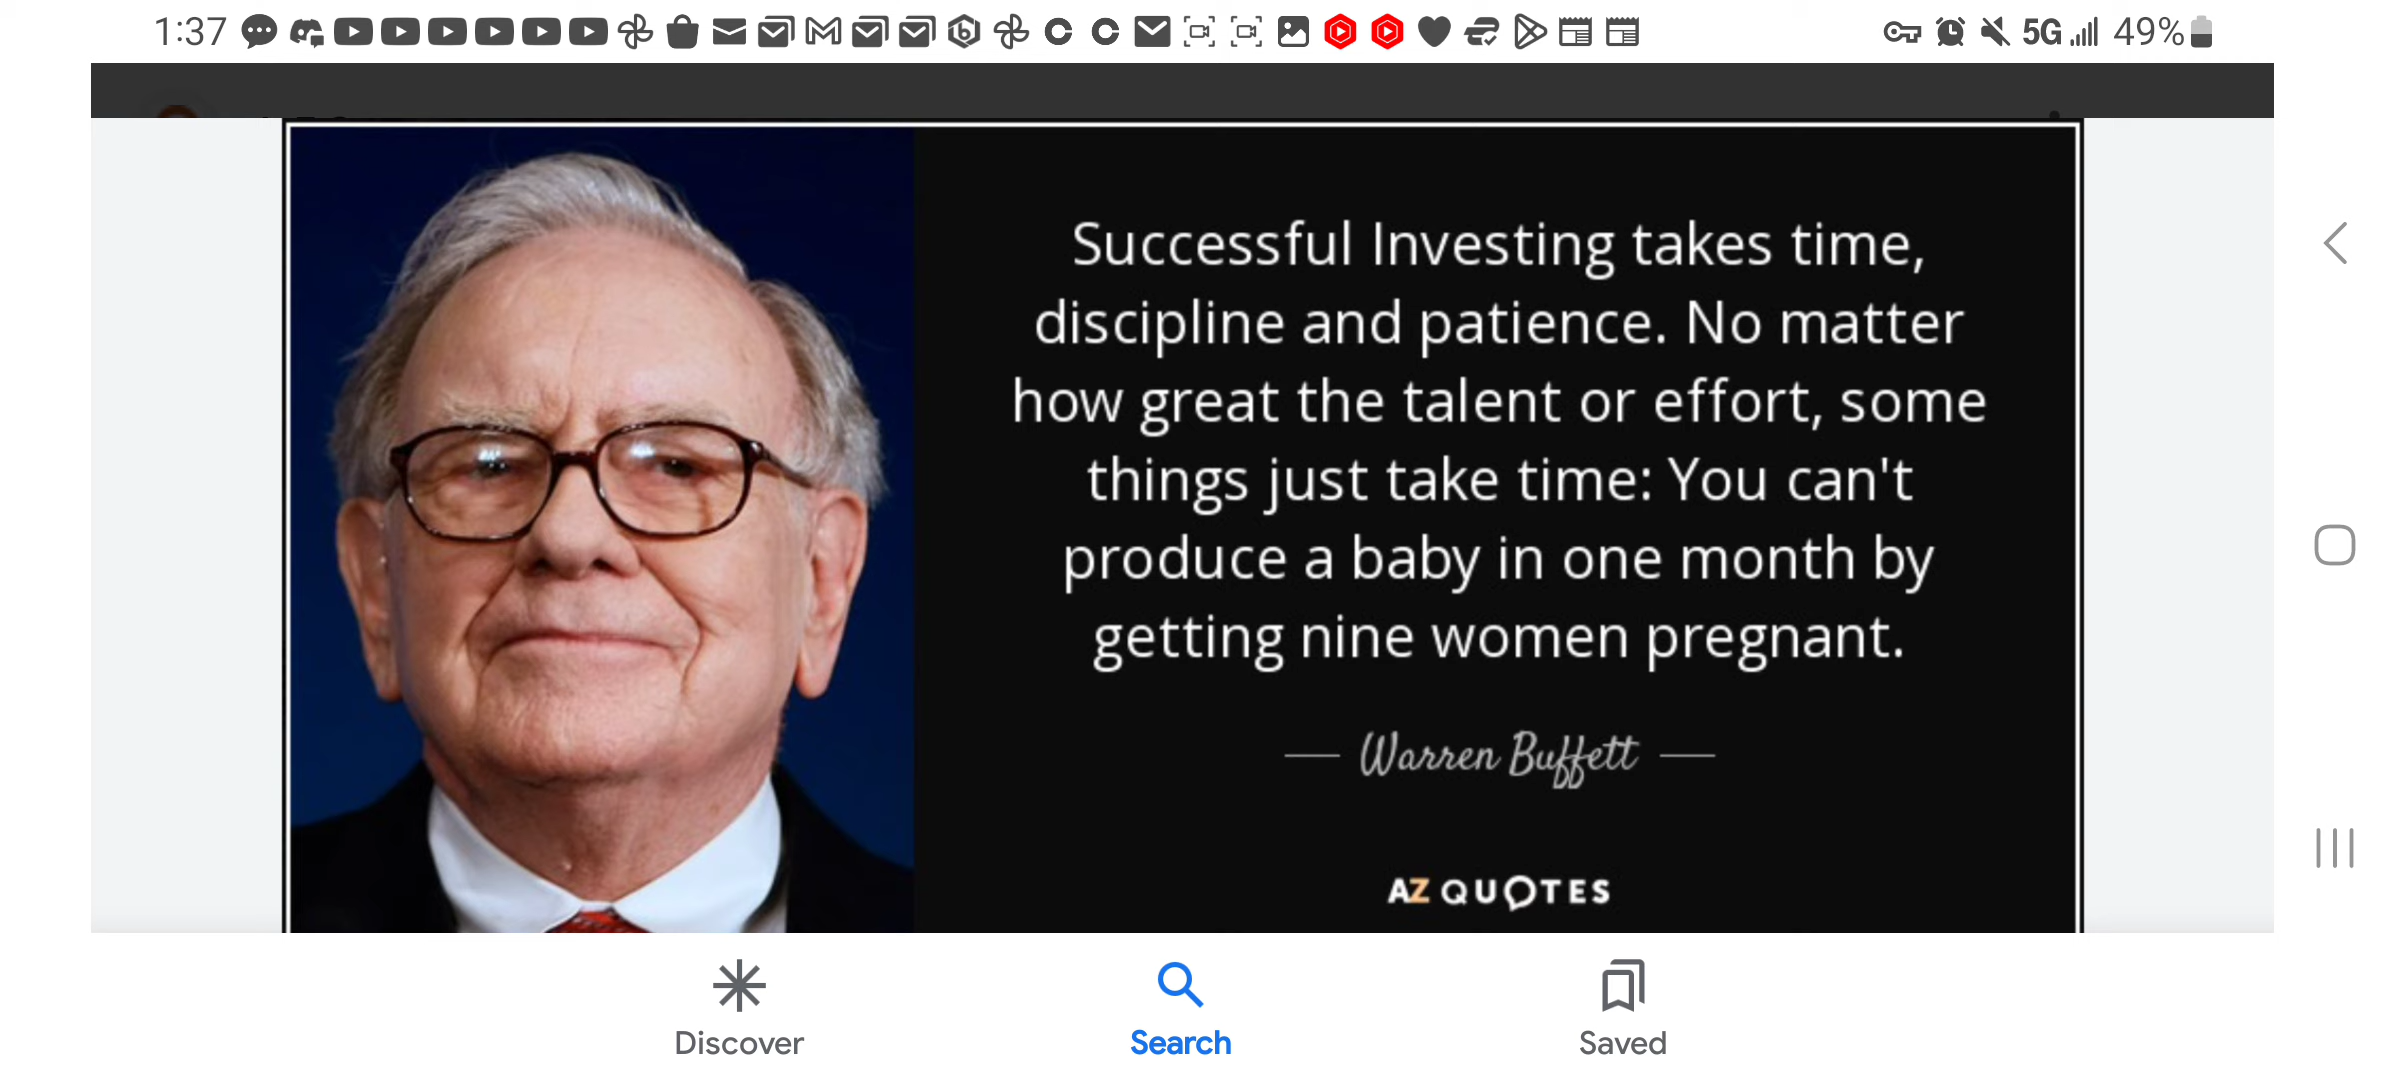 1:37 5G 49%
Successful Investing takes time,
discipline and patience. No matter
how great the talent or effort, some
things just take time: You can't
produce a baby in one month by
getting nine women pregnant.
Warren Buffett
AZ QUOTES
Discover Search Saved